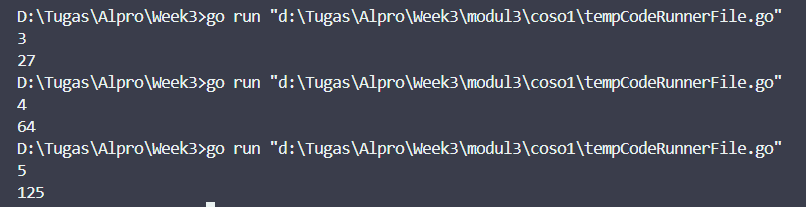 D:\Tugas\Alpro\Week3>go run "d:\Tugas\Alpro\Week3\modul3\coso1\tempCodeRunnerFile.go"
3
27
D:\Tugas\Alpro\Week3>go run "d:\Tugas\Alpro\Week3\modul3\coso1\tempCodeRunnerFile.go"
4
64
D:\Tugas\Alpro\Week3>go run "d:\Tugas\Alpro\Week3\modul3\coso1\tempCodeRunnerFile.go"
5
125